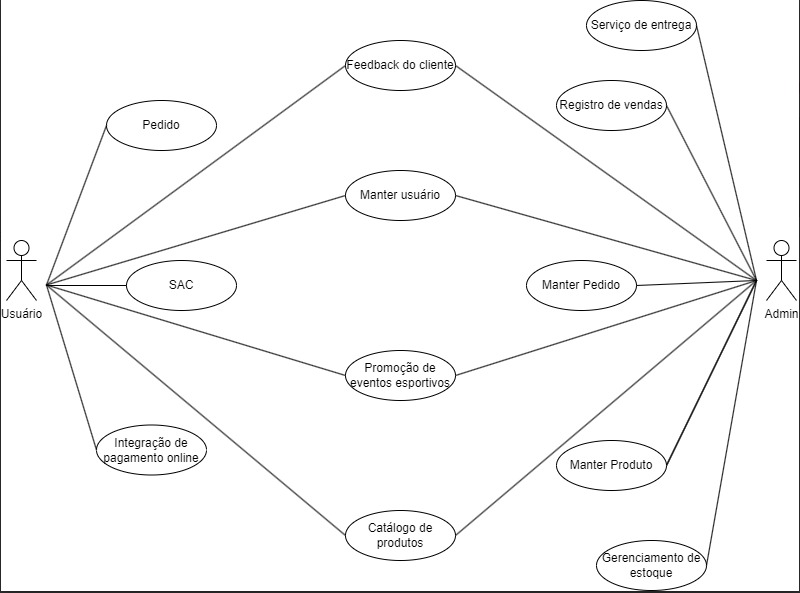 Serviço de entrega
Feedback do cliente
Registro de vendas
Pedido
Manter usuário
SAC
Manter Pedido
Usuário
Admin
Promoção de
eventos esportivos
Integração de
pagamento online
Manter Produto
Catálogo de
produtos
Gerenciamento de
estoque